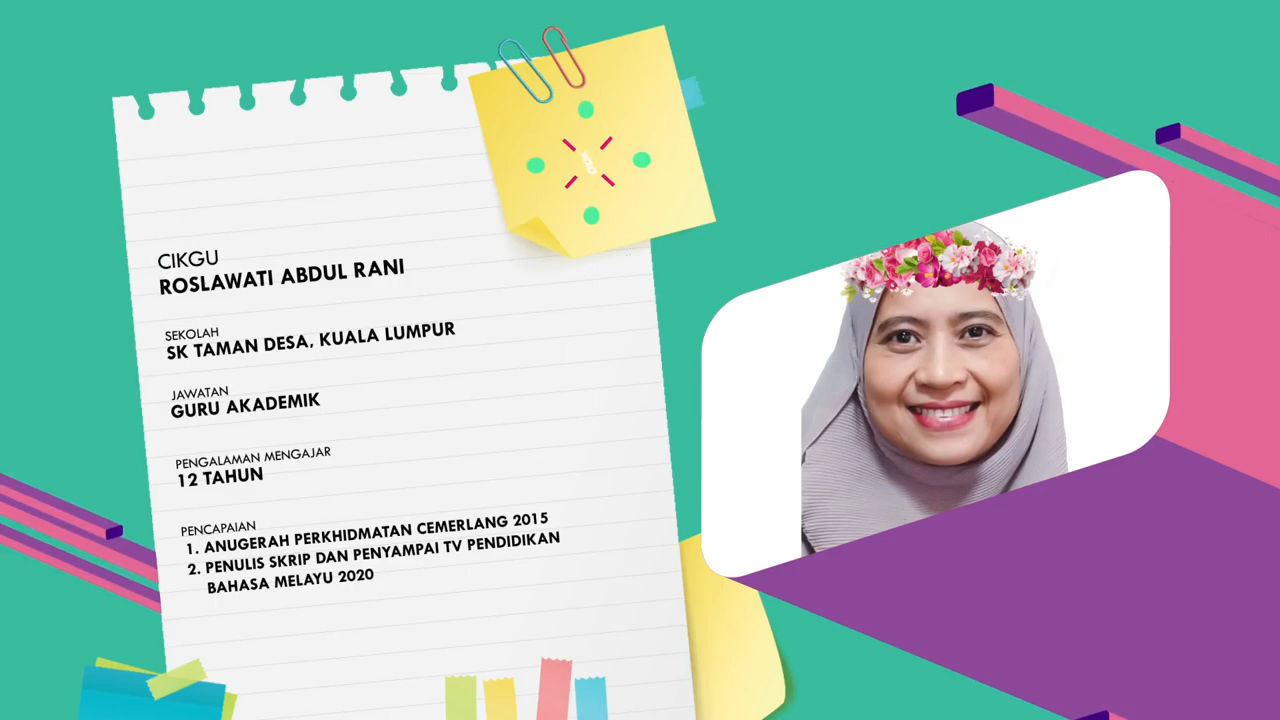 CIKGU
ROSLAWATI ABDUL RANI
SEKOLAH
SK TAMAN DESA, KUALA LUMPUR
JAWATAN
GURU AKADEMIK
PENGALAMAN MENGAJAR
12 TAHUN
PENCAPAIAN
1. ANUGERAH PERKHIDMATAN CEMERLANG 2015
2. PENULIS SKRIP DAN PENYAMPAI TV PENDIDIKAN
BAHASA MELAYU 2020